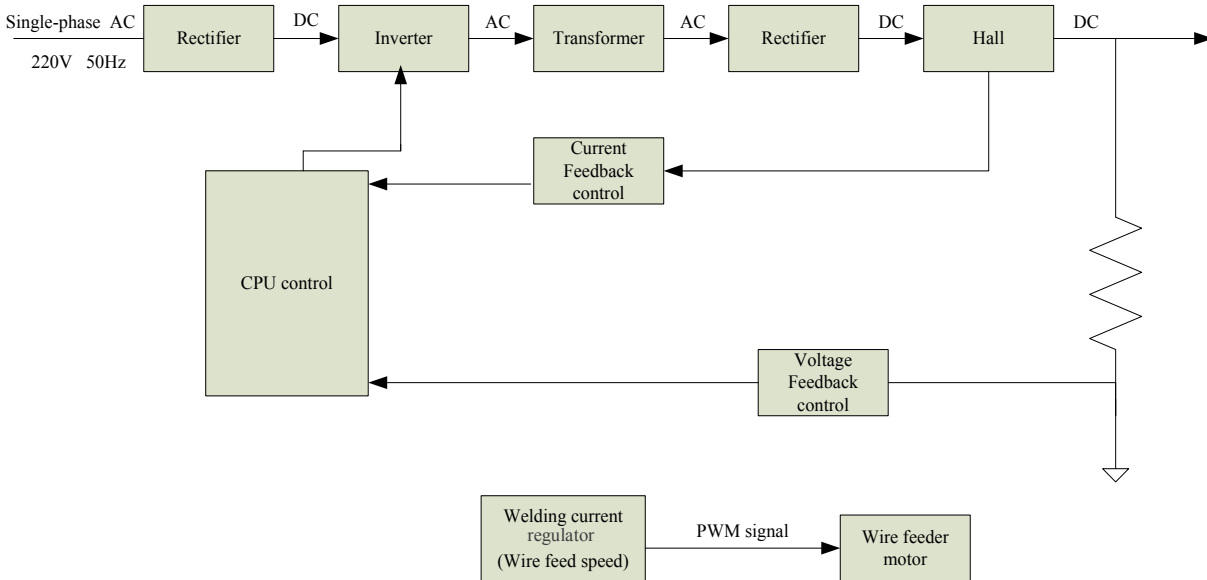 Single-phase AC
220V 50Hz
Rectifier
DC
Inverter
AC
Transformer
AC
Rectifier
DC
Hall
DC
Current
Feedback
control
CPU control
Voltage
Feedback
control
Welding current
regulator
(Wire feed speed)
PWM signal
Wire feeder
motor